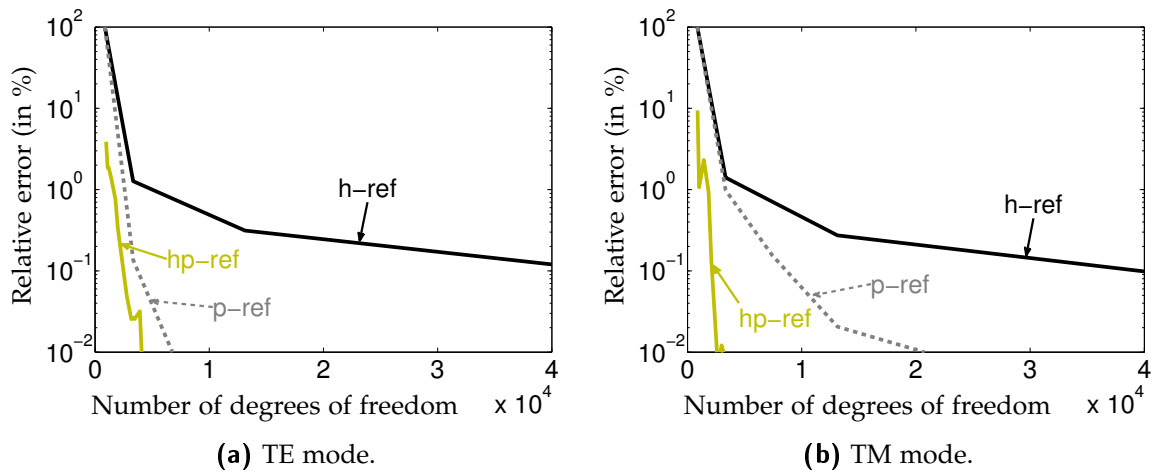 Relative error (in %)
10^2
10^1
10^0
10^-1
10^-2
h-ref
hp-ref
p-ref
0 1 2 3 4
Number of degrees of freedom x 10^4
(a) TE mode.
Relative error (in %)
10^2
10^1
10^0
10^-1
10^-2
h-ref
p-ref
hp-ref
0 1 2 3 4
Number of degrees of freedom x 10^4
(b) TM mode.